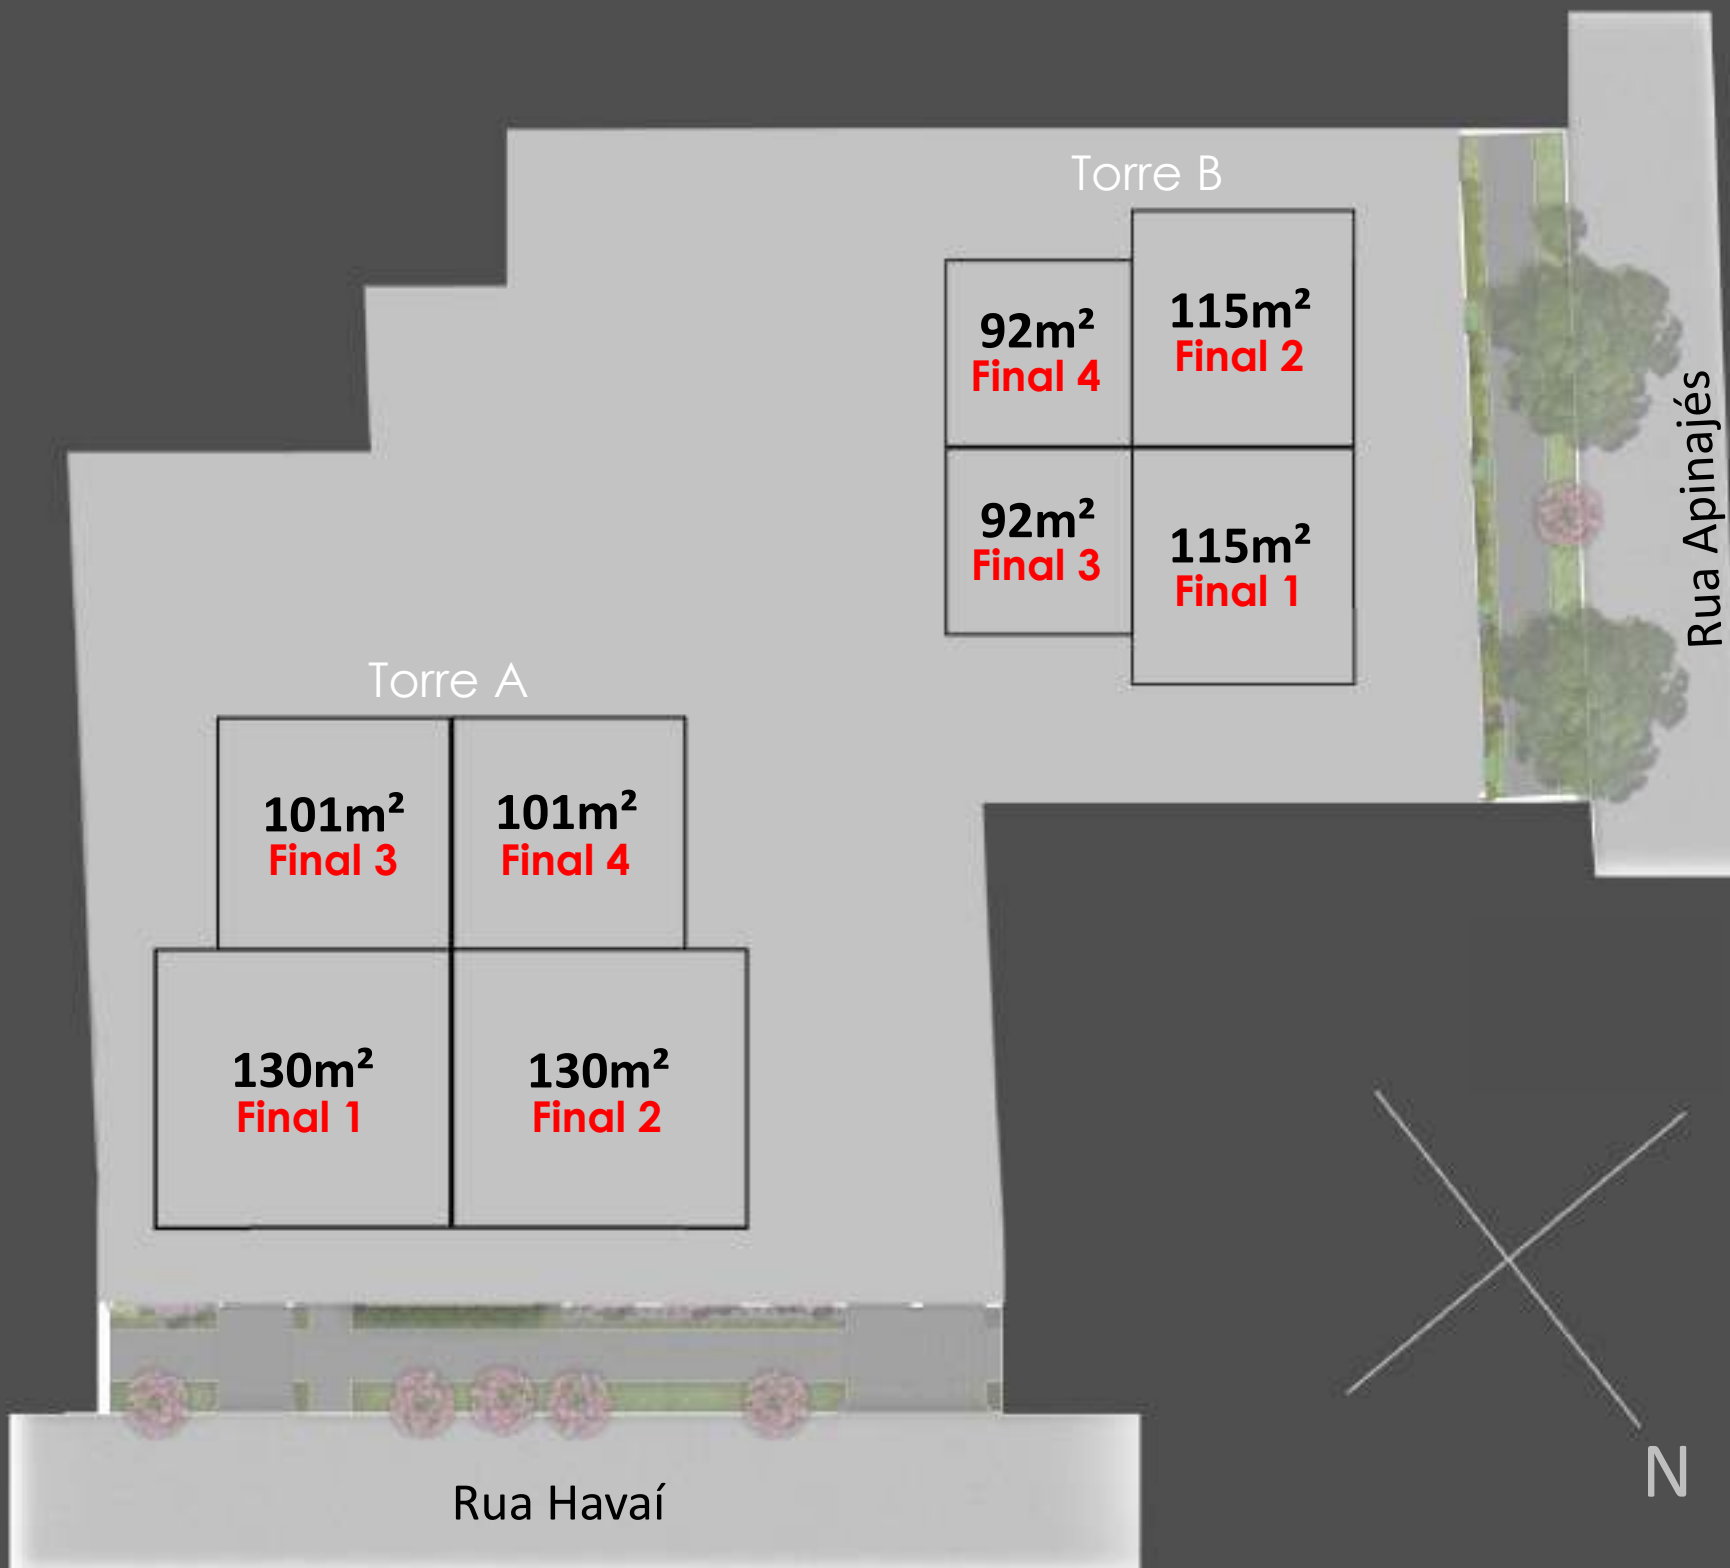 Torre B
92m²
Final 4
115m²
Final 2
92m²
Final 3
115m²
Final 1
Rua Apinajés
Torre A
101m²
Final 3
101m²
Final 4
130m²
Final 1
130m²
Final 2
N
Rua Havaí